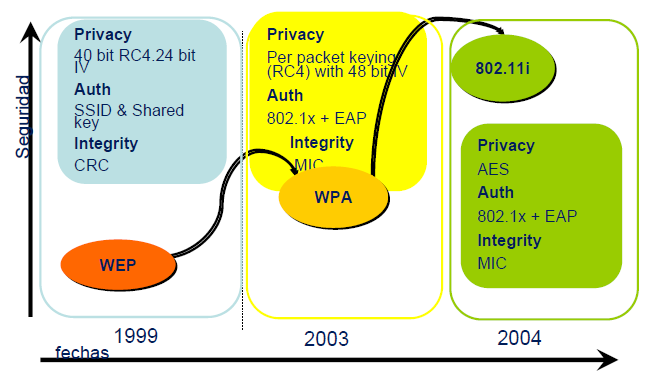 Seguridad
Privacy
40 bit RC4.24 bit
IV
Auth
SSID & Shared
key
Integrity
CRC
WEP
Privacy
Per packet keying
(RC4) with 48 bit IV
Auth
802.1x + EAP
Integrity
MIC
WPA
802.11i
Privacy
AES
Auth
802.1x + EAP
Integrity
MIC
1999
2003
2004
fechas